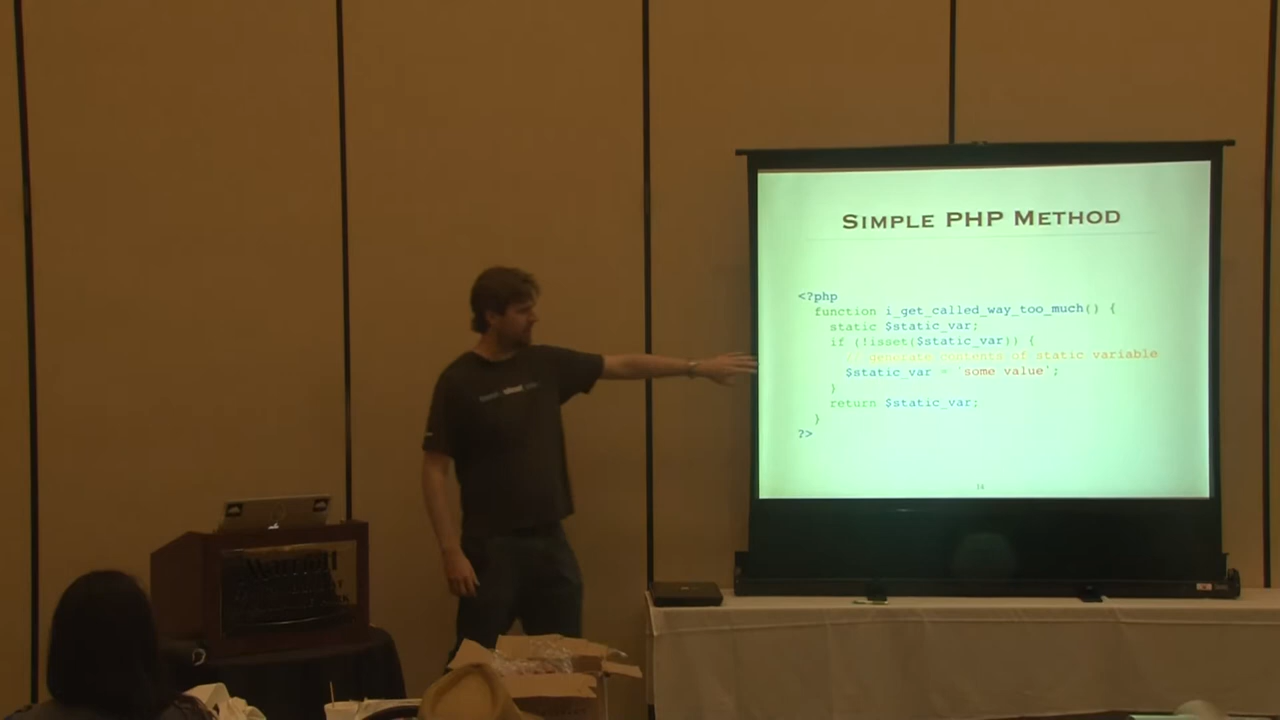 SIMPLE PHP METHOD
<?php
function i_get_called_way_too_much() {
static $static_var;
if (!isset($static_var)) {
// generate contents of static variable
$static_var = 'some value';
}
return $static_var;
}
?>
Marriott